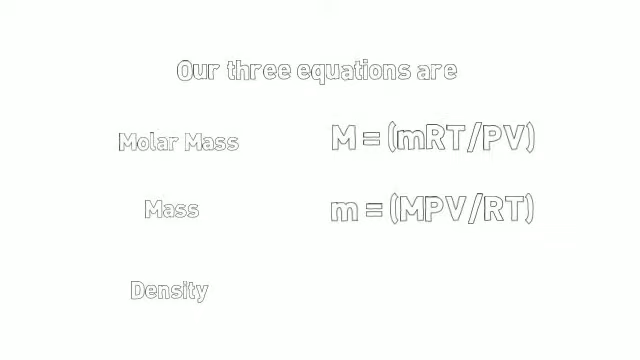 Our three equations are
Molar Mass M = (mRT/PV)
Mass m = (MPV/RT)
Density